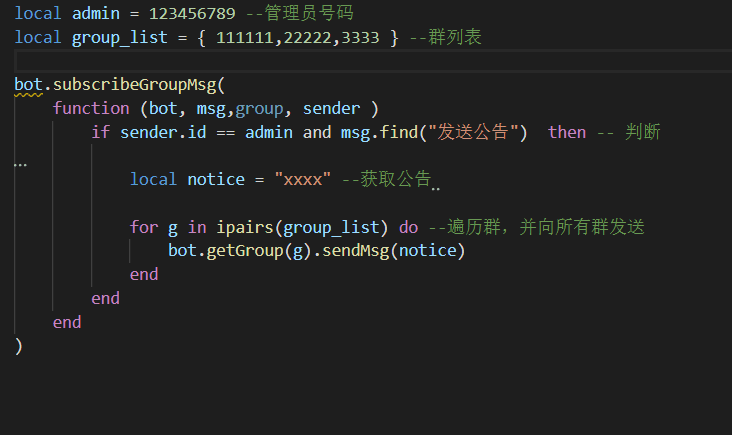 local admin = 123456789 --管理员号码
local group_list = { 111111,22222,3333 } --群列表
bot.subscribeGroupMsg(
function (bot, msg,group, sender )
if sender.id == admin and msg.find("发送公告") then -- 判断
...
local notice = "xxxx" --获取公告..
for g in ipairs(group_list) do --遍历群，并向所有群发送
bot.getGroup(g).sendMsg(notice)
end
end
end
)